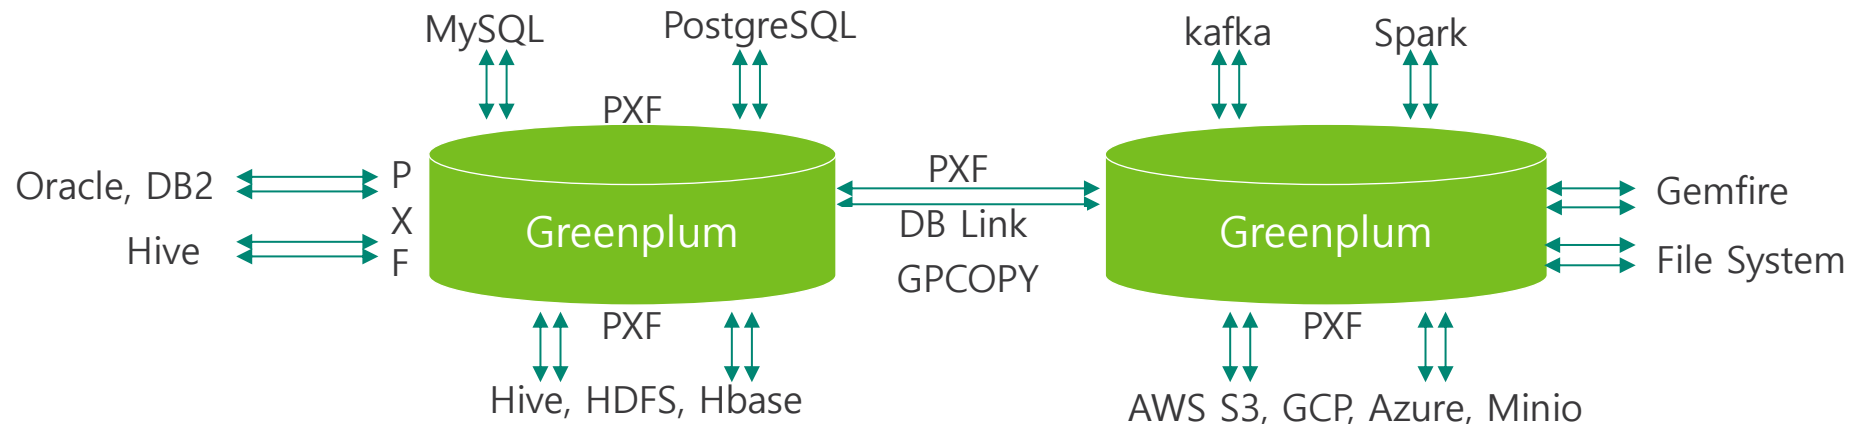 MySQL
PostgreSQL
kafka
Spark
PXF
Oracle, DB2
P
X
F
Hive
Greenplum
PXF
DB Link
GPCOPY
Greenplum
Gemfire
File System
PXF
PXF
Hive, HDFS, Hbase
AWS S3, GCP, Azure, Minio